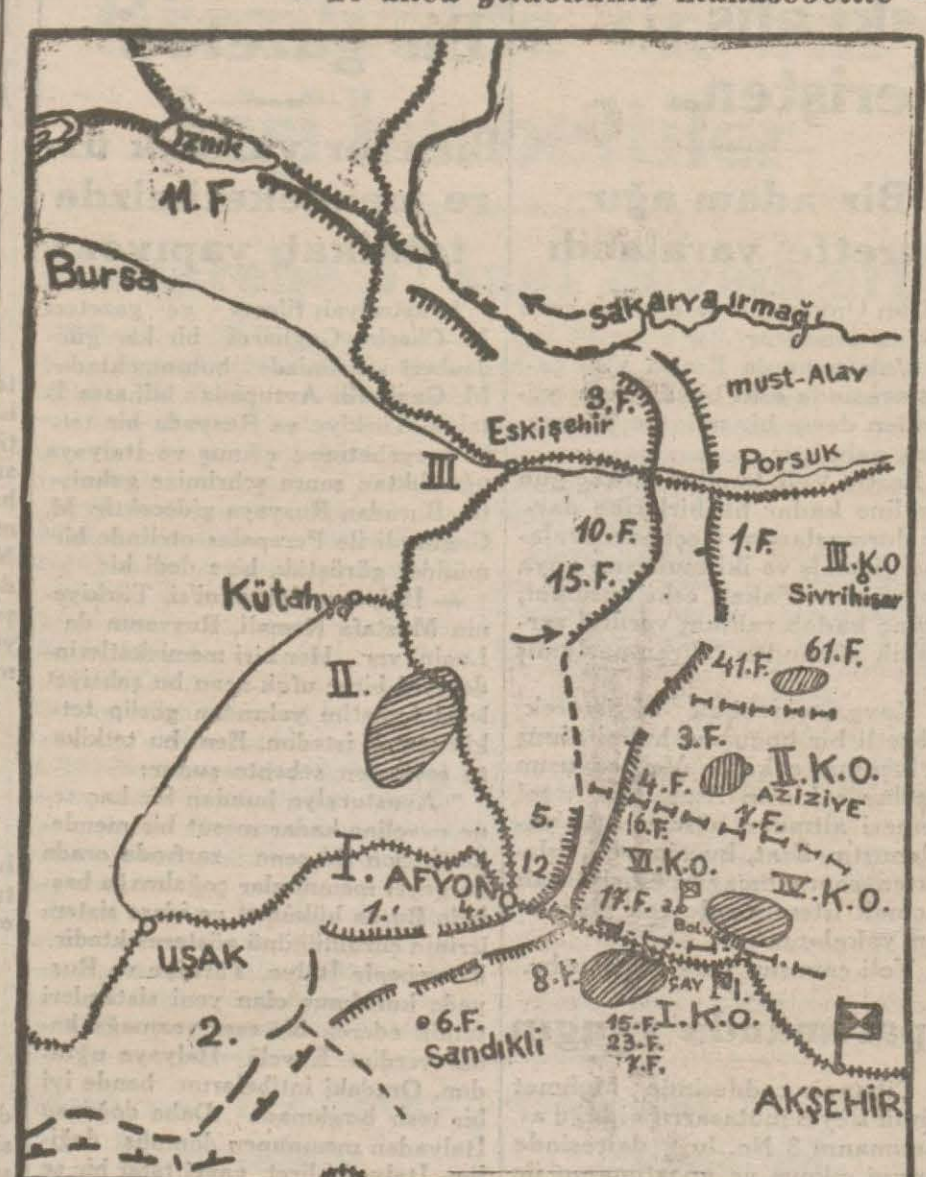 İznik
11.F
Bursa
sakarya ırmağı
must-Alay
3.F.
Eskişehir
Porsuk
III
10.F.
1.F.
III.K.O
15.F.
Sivrihisar
Kütahya
41.F.
61.F.
II.
3.F.
II.K.O.
4.F.
AZİZİYE
5.
16.F.
VI.K.O.
12
IV.K.O.
I. AFYON
17.F.
1.
4.
UŞAK
8.F.
ÇAY
1.
2.
6.F.
15.F.
I.K.O.
Sandıklı
23.F.
AKŞEHİR